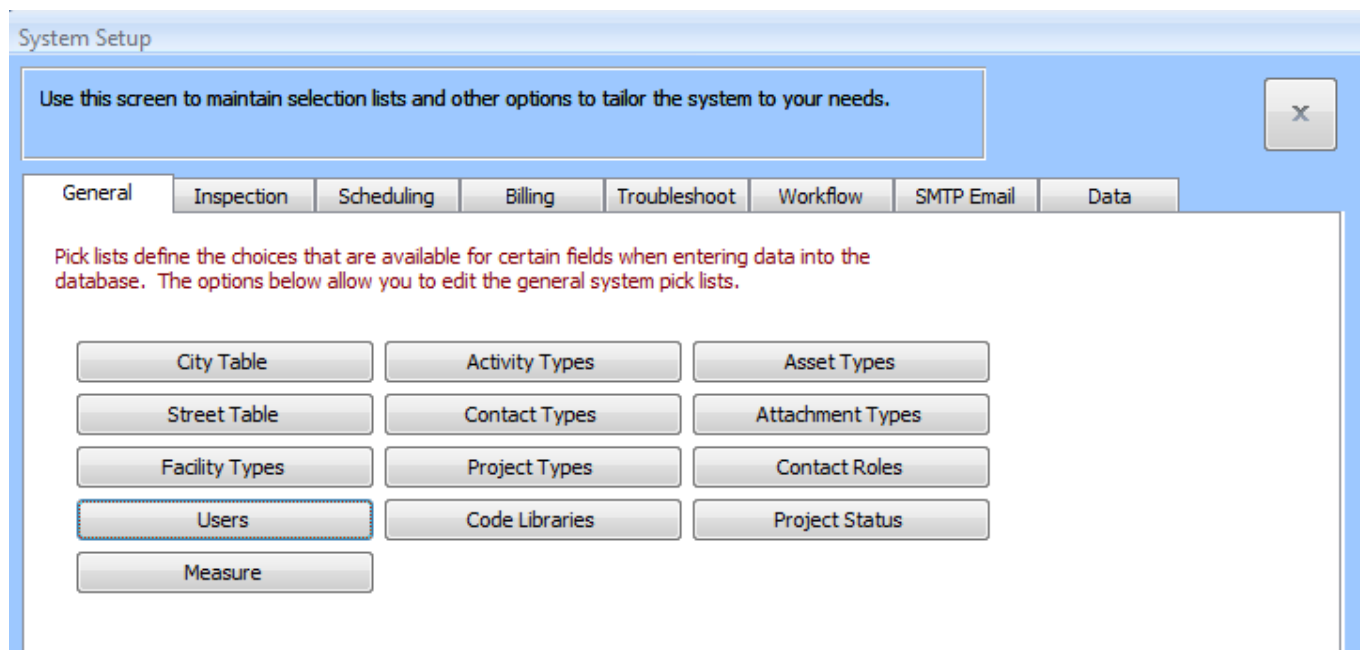 System Setup
Use this screen to maintain selection lists and other options to tailor the system to your needs.
x
General Inspection Scheduling Billing Troubleshoot Workflow SMTP Email Data
Pick lists define the choices that are available for certain fields when entering data into the
database. The options below allow you to edit the general system pick lists.
City Table Activity Types Asset Types
Street Table Contact Types Attachment Types
Facility Types Project Types Contact Roles
Users Code Libraries Project Status
Measure